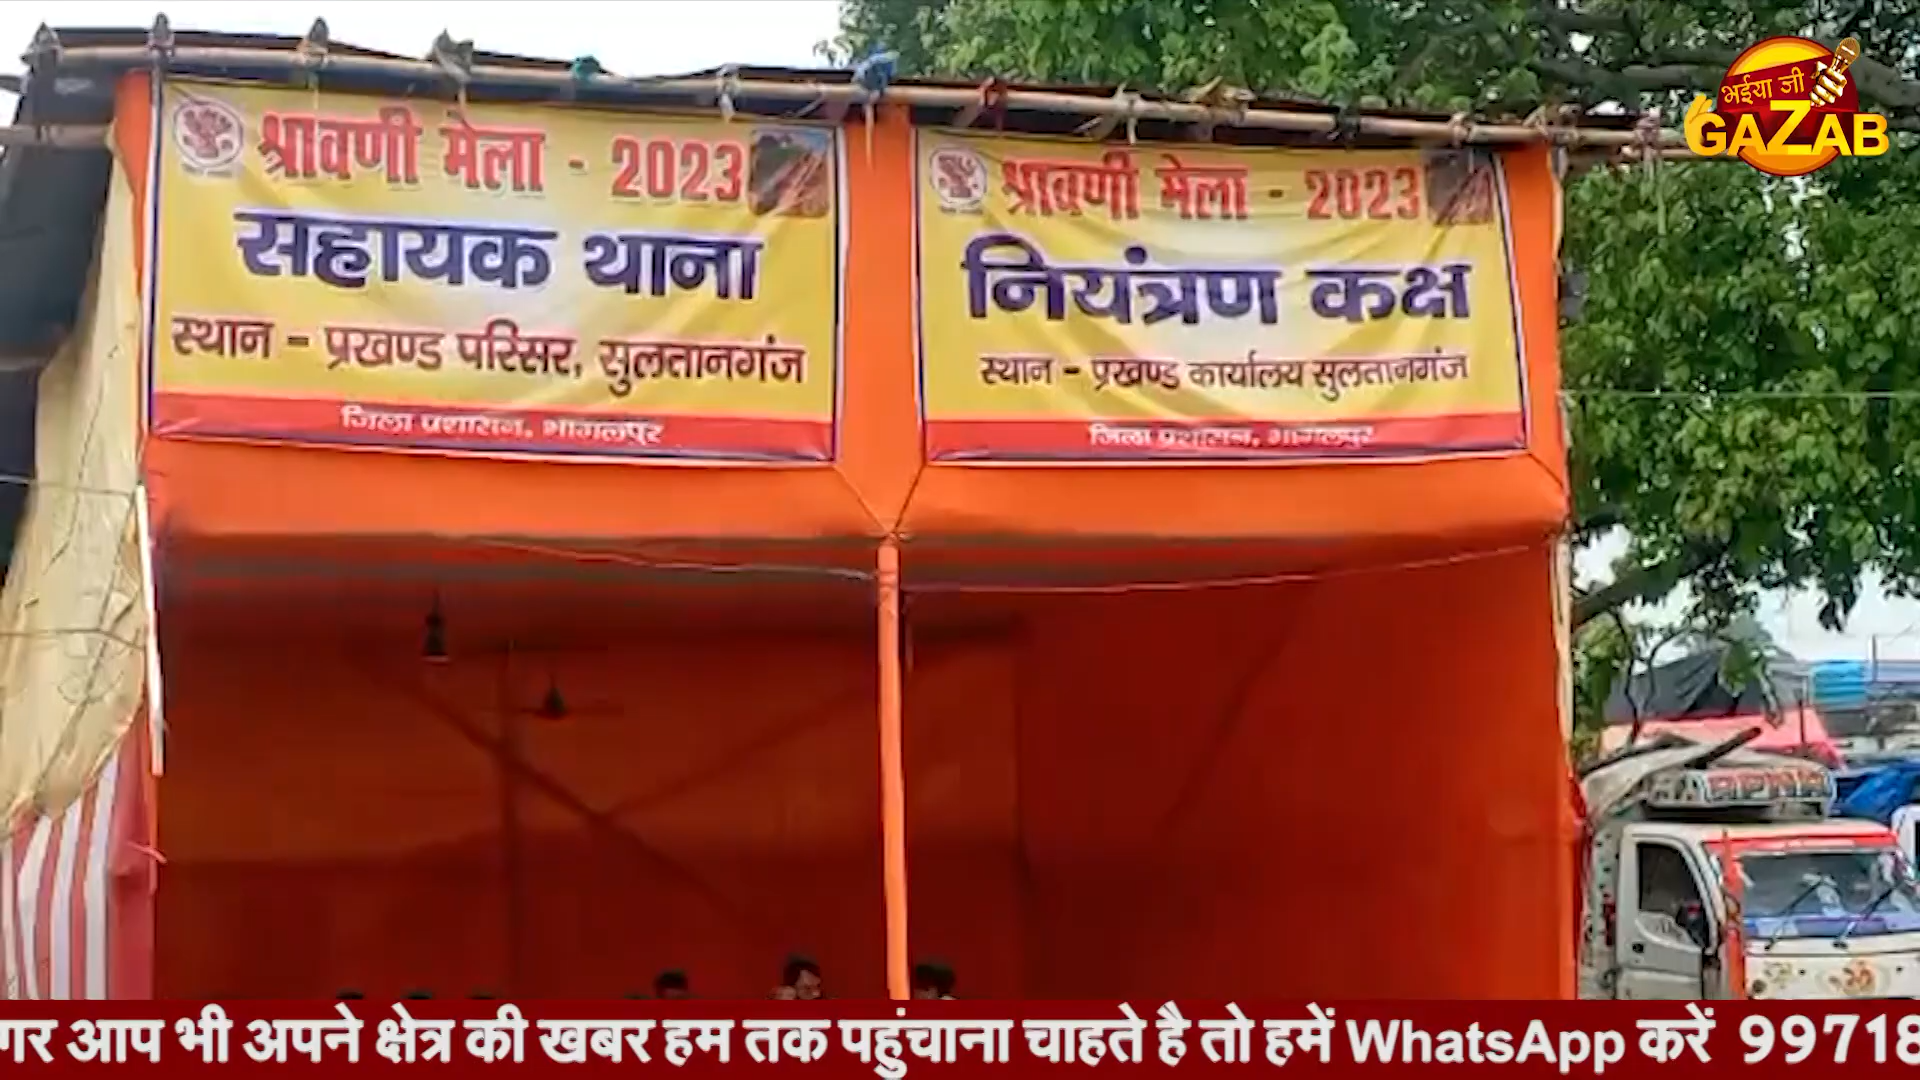 भईया जी
GAZAB
श्रावणी मेला - 2023
सहायक थाना
स्थान - प्रखण्ड परिसर, सुलतानगंज
जिला प्रशासन, भागलपुर
श्रावणी मेला - 2023
नियंत्रण कक्ष
स्थान - प्रखण्ड कार्यालय सुलतानगंज
जिला प्रशासन, भागलपुर
गर आप भी अपने क्षेत्र की खबर हम तक पहुंचाना चाहते है तो हमें WhatsApp करें 99718